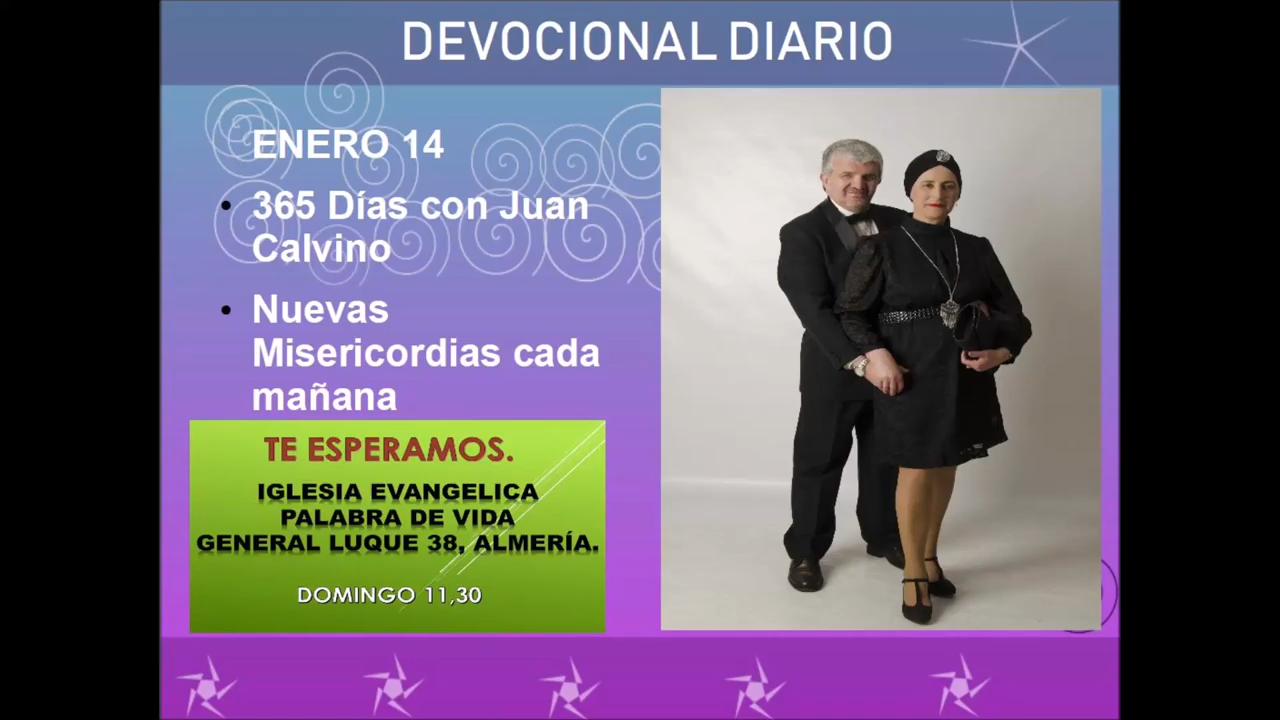 DEVOCIONAL DIARIO
ENERO 14
• 365 Días con Juan
Calvino
• Nuevas
Misericordias cada
mañana
TE ESPERAMOS.
IGLESIA EVANGELICA
PALABRA DE VIDA
GENERAL LUQUE 38, ALMERÍA.
DOMINGO 11,30